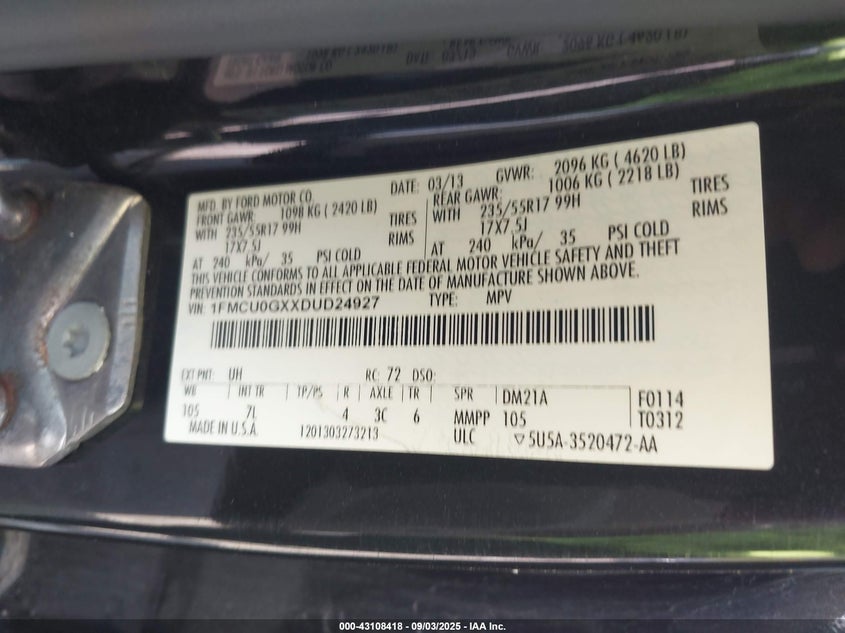 MFD. BY FORD MOTOR CO.
DATE: 03/13 GVWR: 2096 KG ( 4620 LB)
FRONT GAWR: 1098 KG ( 2420 LB) REAR GAWR: 1006 KG ( 2218 LB)
WITH 235/55R17 99H TIRES WITH 235/55R17 99H TIRES
17X7.5J RIMS 17X7.5J RIMS
AT 240 kPa/ 35 PSI COLD AT 240 kPa/ 35 PSI COLD
THIS VEHICLE CONFORMS TO ALL APPLICABLE FEDERAL MOTOR VEHICLE SAFETY AND THEFT
PREVENTION STANDARDS IN EFFECT ON THE DATE OF MANUFACTURE SHOWN ABOVE.
VIN: 1FMCU0GXXDUD24927 TYPE: MPV
EXT PNT: UH RC: 72 DSO:
WB INT TR TP/PS R AXLE TR SPR DM21A F0114
105 7L 4 3C 6 MMPP 105 T0312
MADE IN U.S.A. 1201303273213 ULC 5U5A-3520472-AA
000-43108418 - 09/03/2025 - IAA Inc.